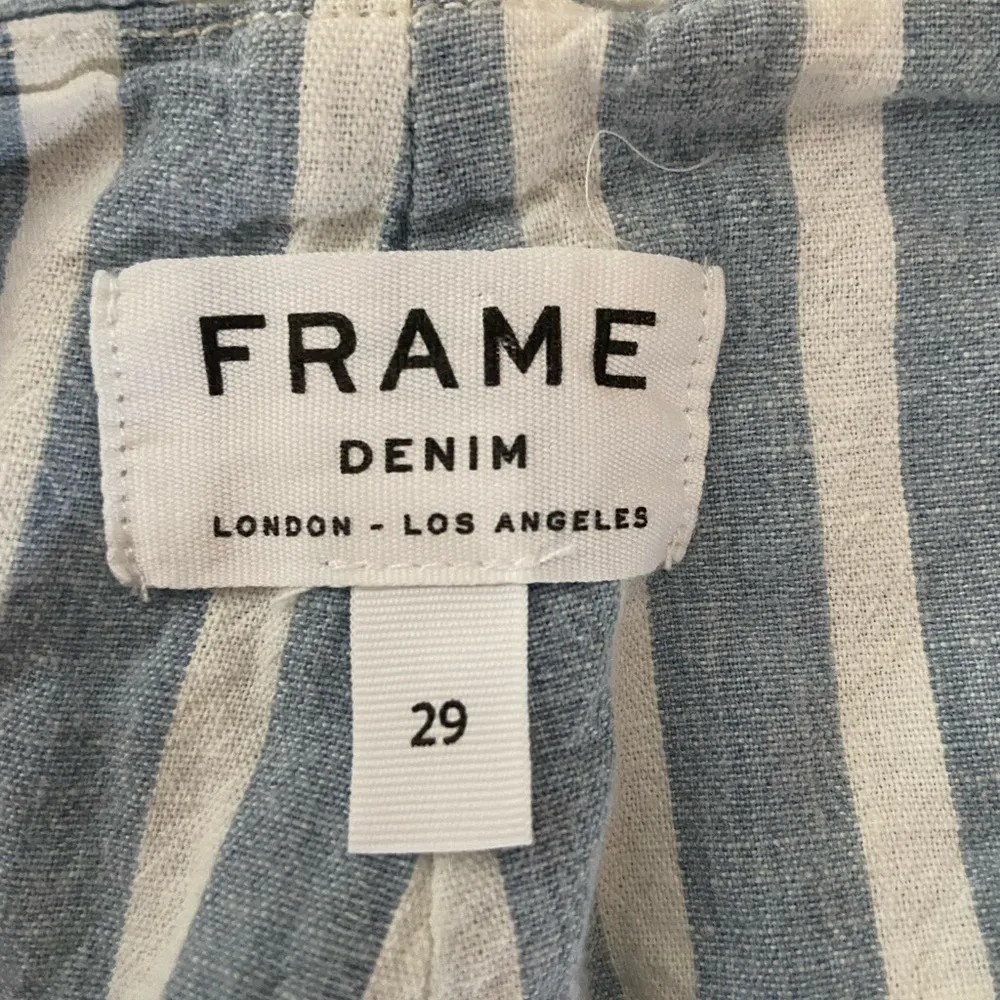 FRAME
DENIM
LONDON - LOS ANGELES
29